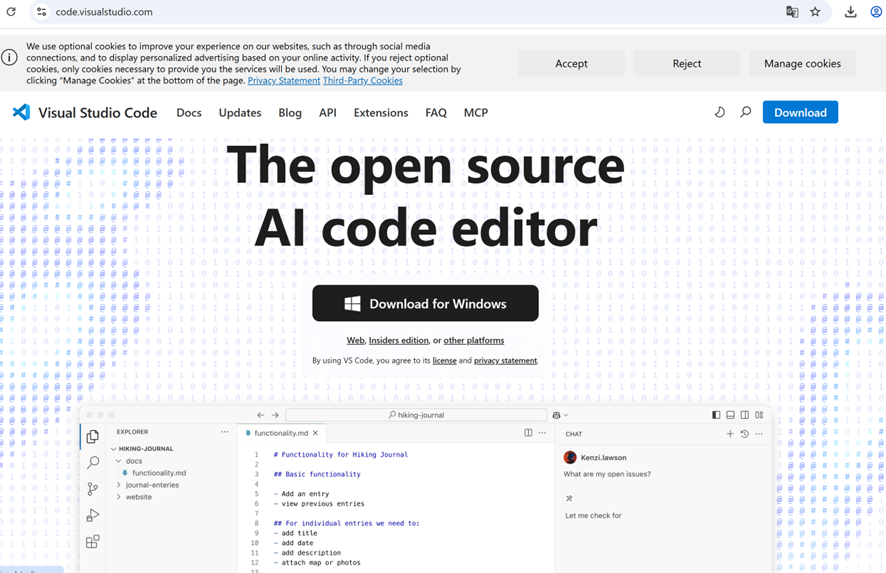 code.visualstudio.com
We use optional cookies to improve your experience on our websites, such as through social media
connections, and to display personalized advertising based on your online activity. If you reject optional
cookies, only cookies necessary to provide you the services will be used. You may change your selection by
clicking "Manage Cookies" at the bottom of the page. Privacy Statement Third-Party Cookies
Accept Reject Manage cookies
Visual Studio Code Docs Updates Blog API Extensions FAQ MCP Download
The open source
AI code editor
Download for Windows
Web, Insiders edition, or other platforms
By using VS Code, you agree to its license and privacy statement.
hiking-journal
EXPLORER ···
HIKING-JOURNAL
docs
functionality.md
journal-enteries
website
functionality.md
1 # Functionality for Hiking Journal
2
3 ## Basic functionality
4
5 - Add an entry
6 - view previous entries
7
8 ## For individual entries we need to:
9 - add title
10 - add date
11 - add description
12 - attach map or photos
13
CHAT
Kenzi.lawson
What are my open issues?
Let me check for